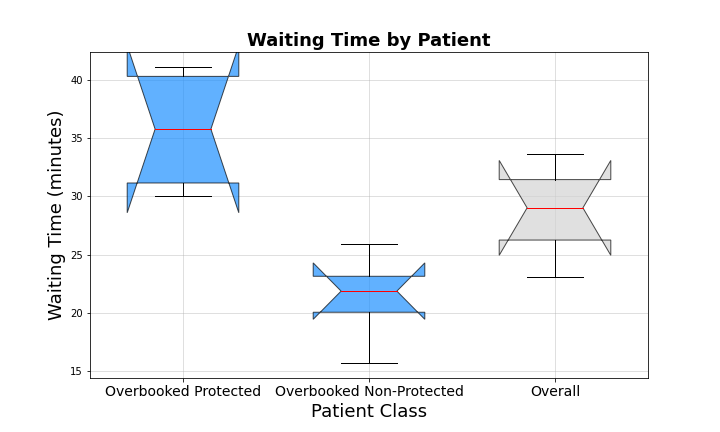 Waiting Time by Patient
Waiting Time (minutes)
40
35
30
25
20
15
Overbooked Protected
Overbooked Non-Protected
Overall
Patient Class